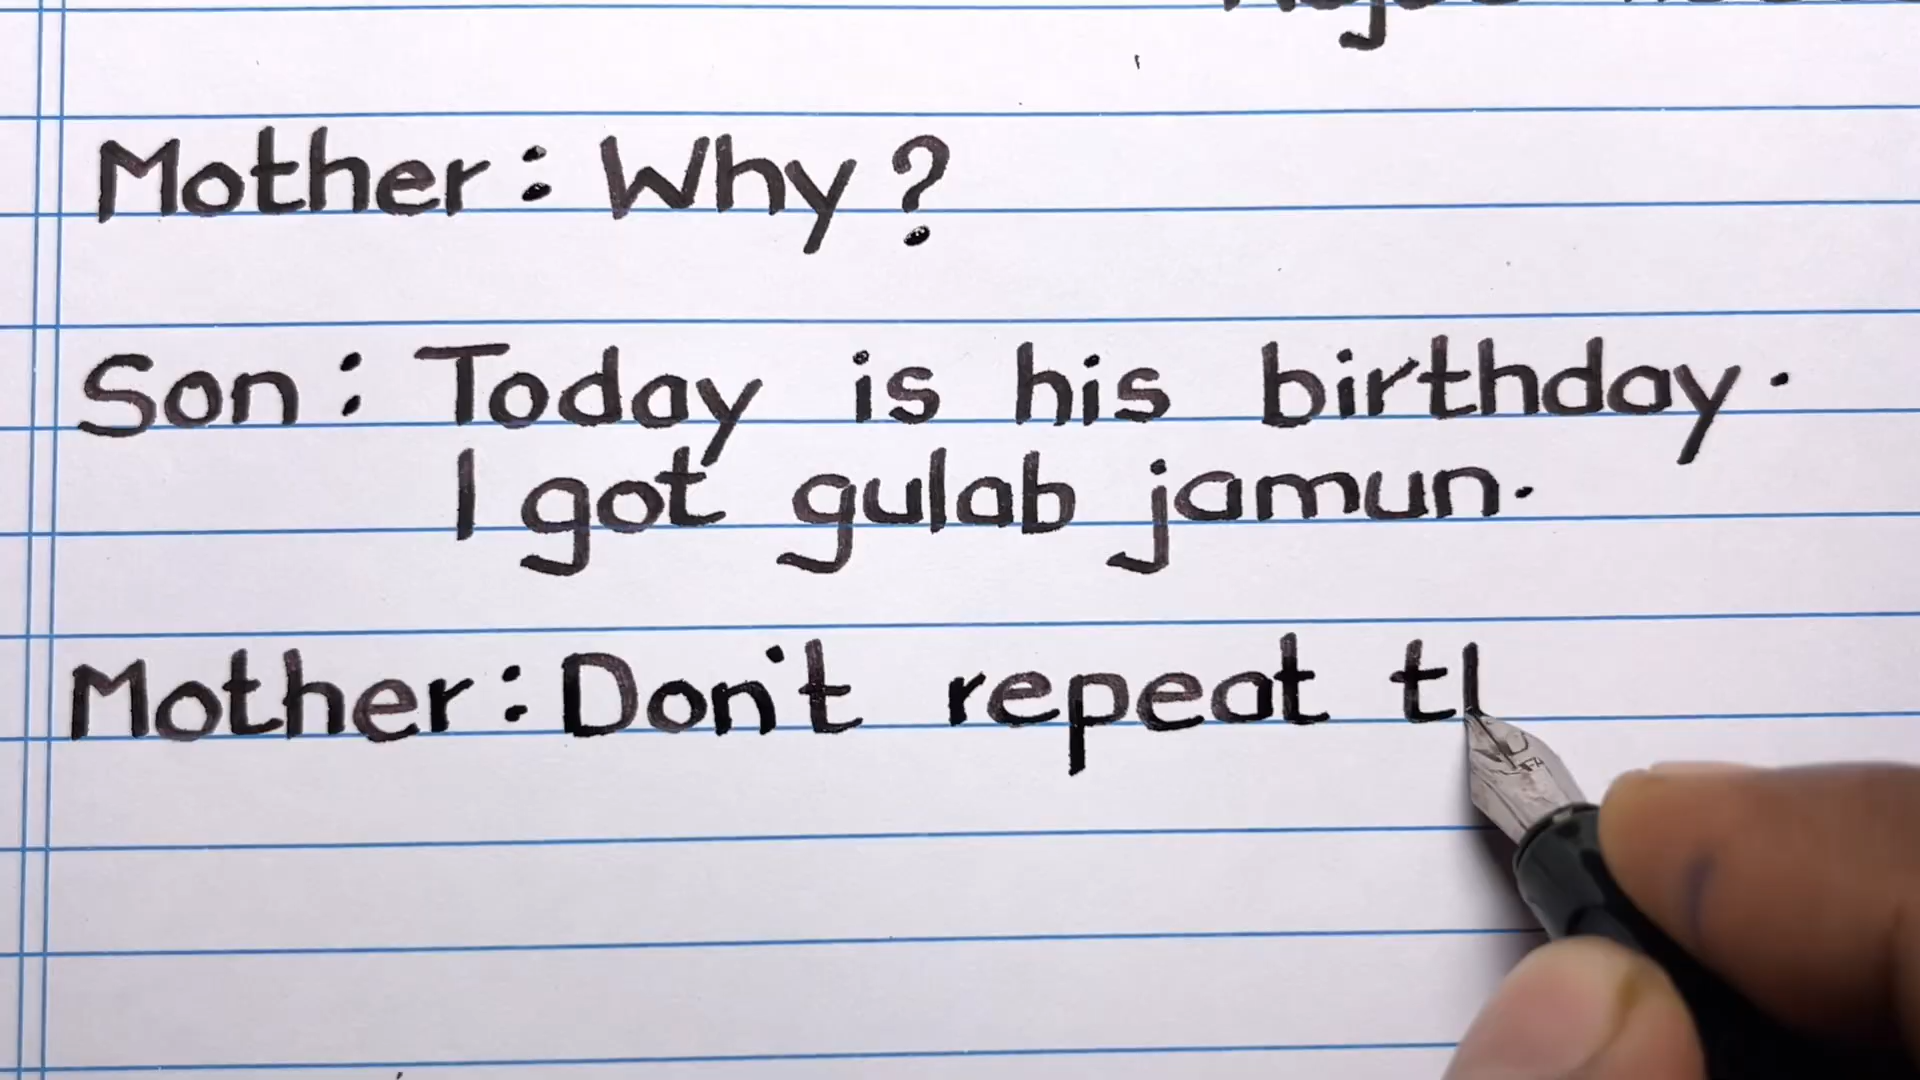 Mother: Why?
Son: Today is his birthday.
I got gulab jamun.
Mother: Don't repeat